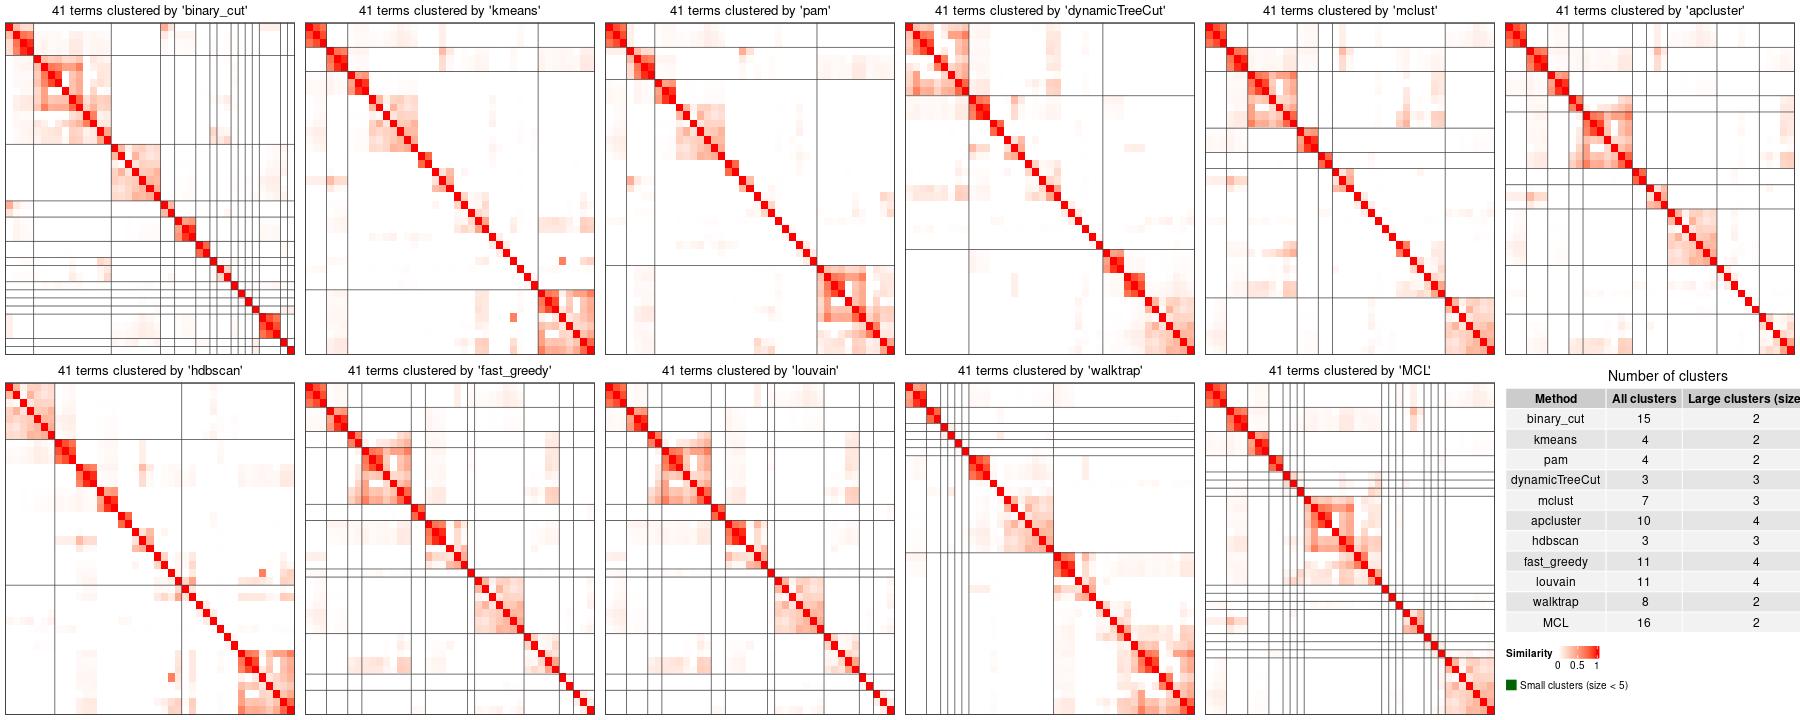 41 terms clustered by 'binary_cut'
41 terms clustered by 'kmeans'
41 terms clustered by 'pam'
41 terms clustered by 'dynamicTreeCut'
41 terms clustered by 'mclust'
41 terms clustered by 'apcluster'
41 terms clustered by 'hdbscan'
41 terms clustered by 'fast_greedy'
41 terms clustered by 'louvain'
41 terms clustered by 'walktrap'
41 terms clustered by 'MCL'
Number of clusters
Method All clusters Large clusters (size
binary_cut 15 2
kmeans 4 2
pam 4 2
dynamicTreeCut 3 3
mclust 7 3
apcluster 10 4
hdbscan 3 3
fast_greedy 11 4
louvain 11 4
walktrap 8 2
MCL 16 2
Similarity
0 0.5 1
Small clusters (size < 5)